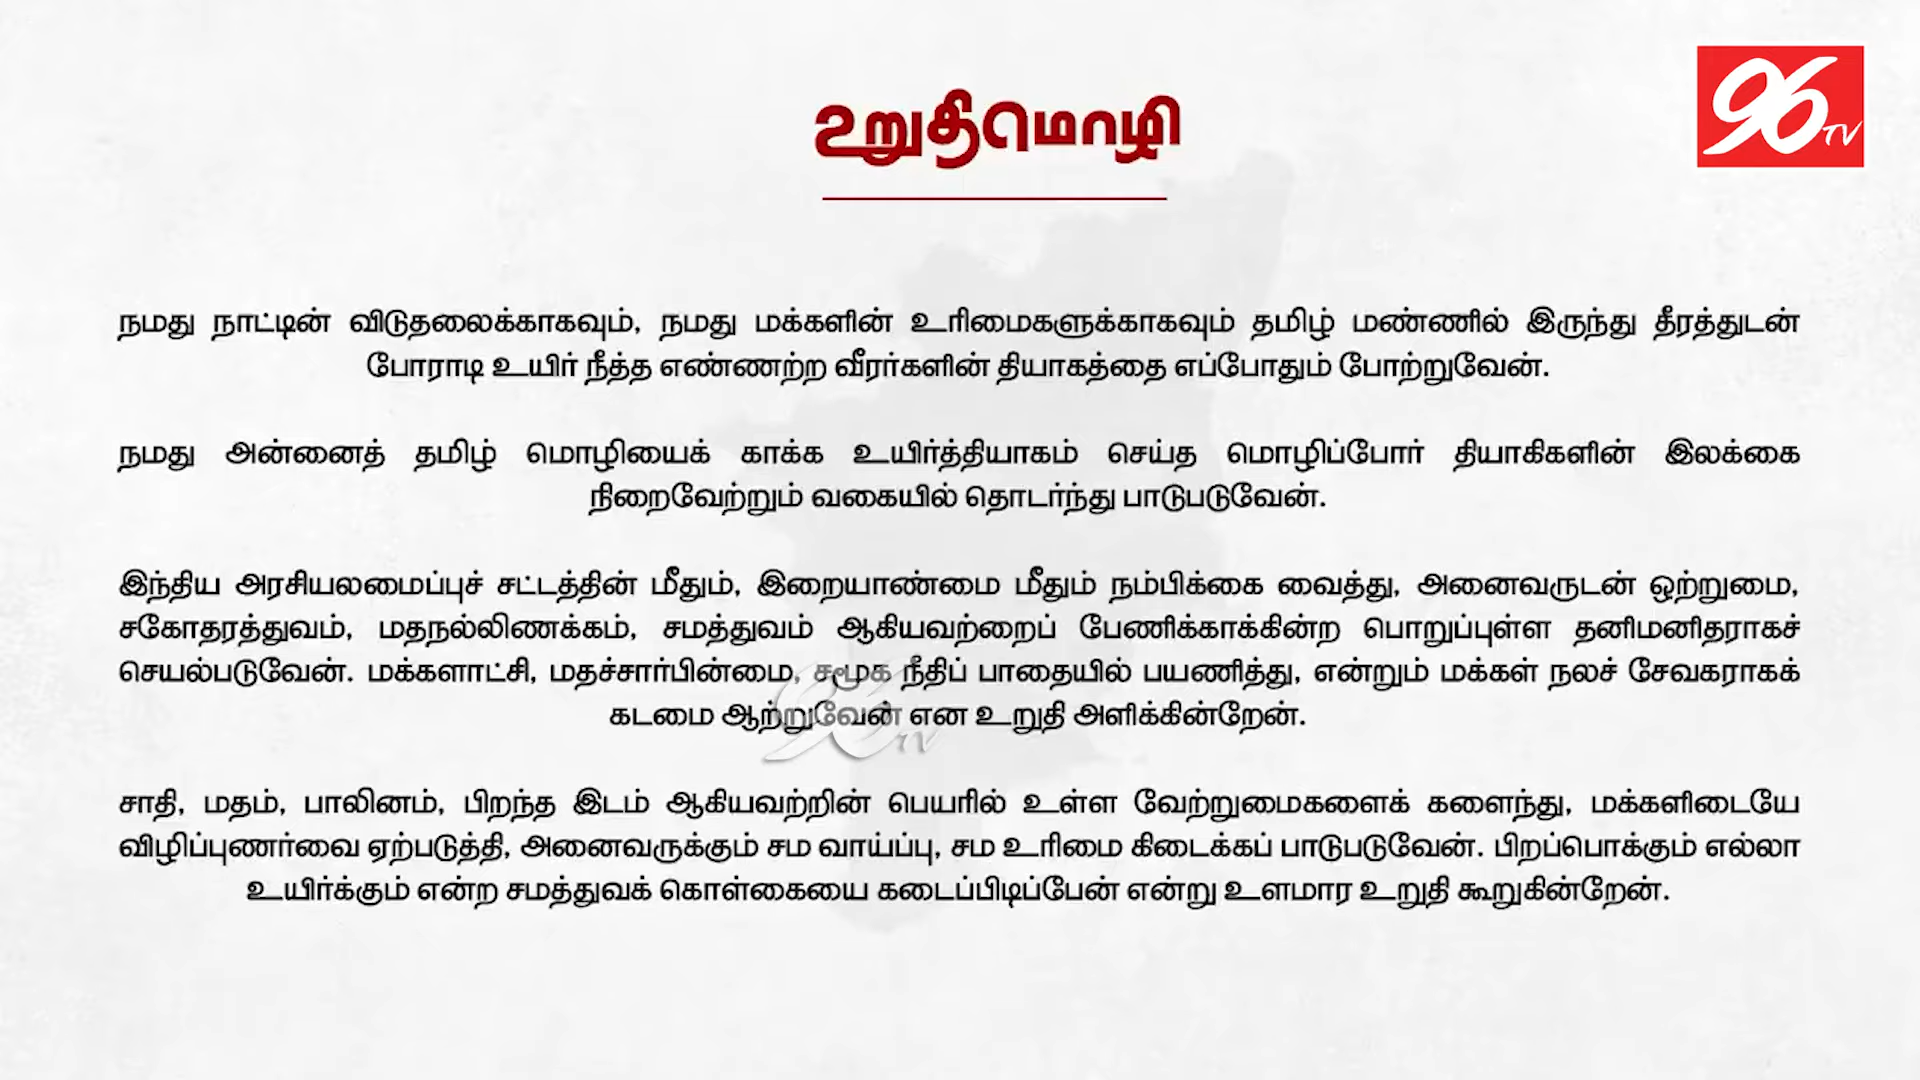 96 TV
உறுதிமொழி
நமது நாட்டின் விடுதலைக்காகவும், நமது மக்களின் உரிமைகளுக்காகவும் தமிழ் மண்ணில் இருந்து தீரத்துடன்
போராடி உயிர் நீத்த எண்ணற்ற வீரர்களின் தியாகத்தை எப்போதும் போற்றுவேன்.
நமது அன்னைத் தமிழ் மொழியைக் காக்க உயிர்த்தியாகம் செய்த மொழிப்போர் தியாகிகளின் இலக்கை
நிறைவேற்றும் வகையில் தொடர்ந்து பாடுபடுவேன்.
இந்திய அரசியலமைப்புச் சட்டத்தின் மீதும், இறையாண்மை மீதும் நம்பிக்கை வைத்து, அனைவருடன் ஒற்றுமை,
சகோதரத்துவம், மதநல்லிணக்கம், சமத்துவம் ஆகியவற்றைப் பேணிக்காக்கின்ற பொறுப்புள்ள தனிமனிதராகச்
செயல்படுவேன். மக்களாட்சி, மதச்சார்பின்மை, சமூக நீதிப் பாதையில் பயணித்து, என்றும் மக்கள் நலச் சேவகராகக்
கடமை ஆற்றுவேன் என உறுதி அளிக்கின்றேன்.
96 TV
சாதி, மதம், பாலினம், பிறந்த இடம் ஆகியவற்றின் பெயரில் உள்ள வேற்றுமைகளைக் களைந்து, மக்களிடையே
விழிப்புணர்வை ஏற்படுத்தி, அனைவருக்கும் சம வாய்ப்பு, சம உரிமை கிடைக்கப் பாடுபடுவேன். பிறப்பொக்கும் எல்லா
உயிர்க்கும் என்ற சமத்துவக் கொள்கையை கடைப்பிடிப்பேன் என்று உளமார உறுதி கூறுகின்றேன்.